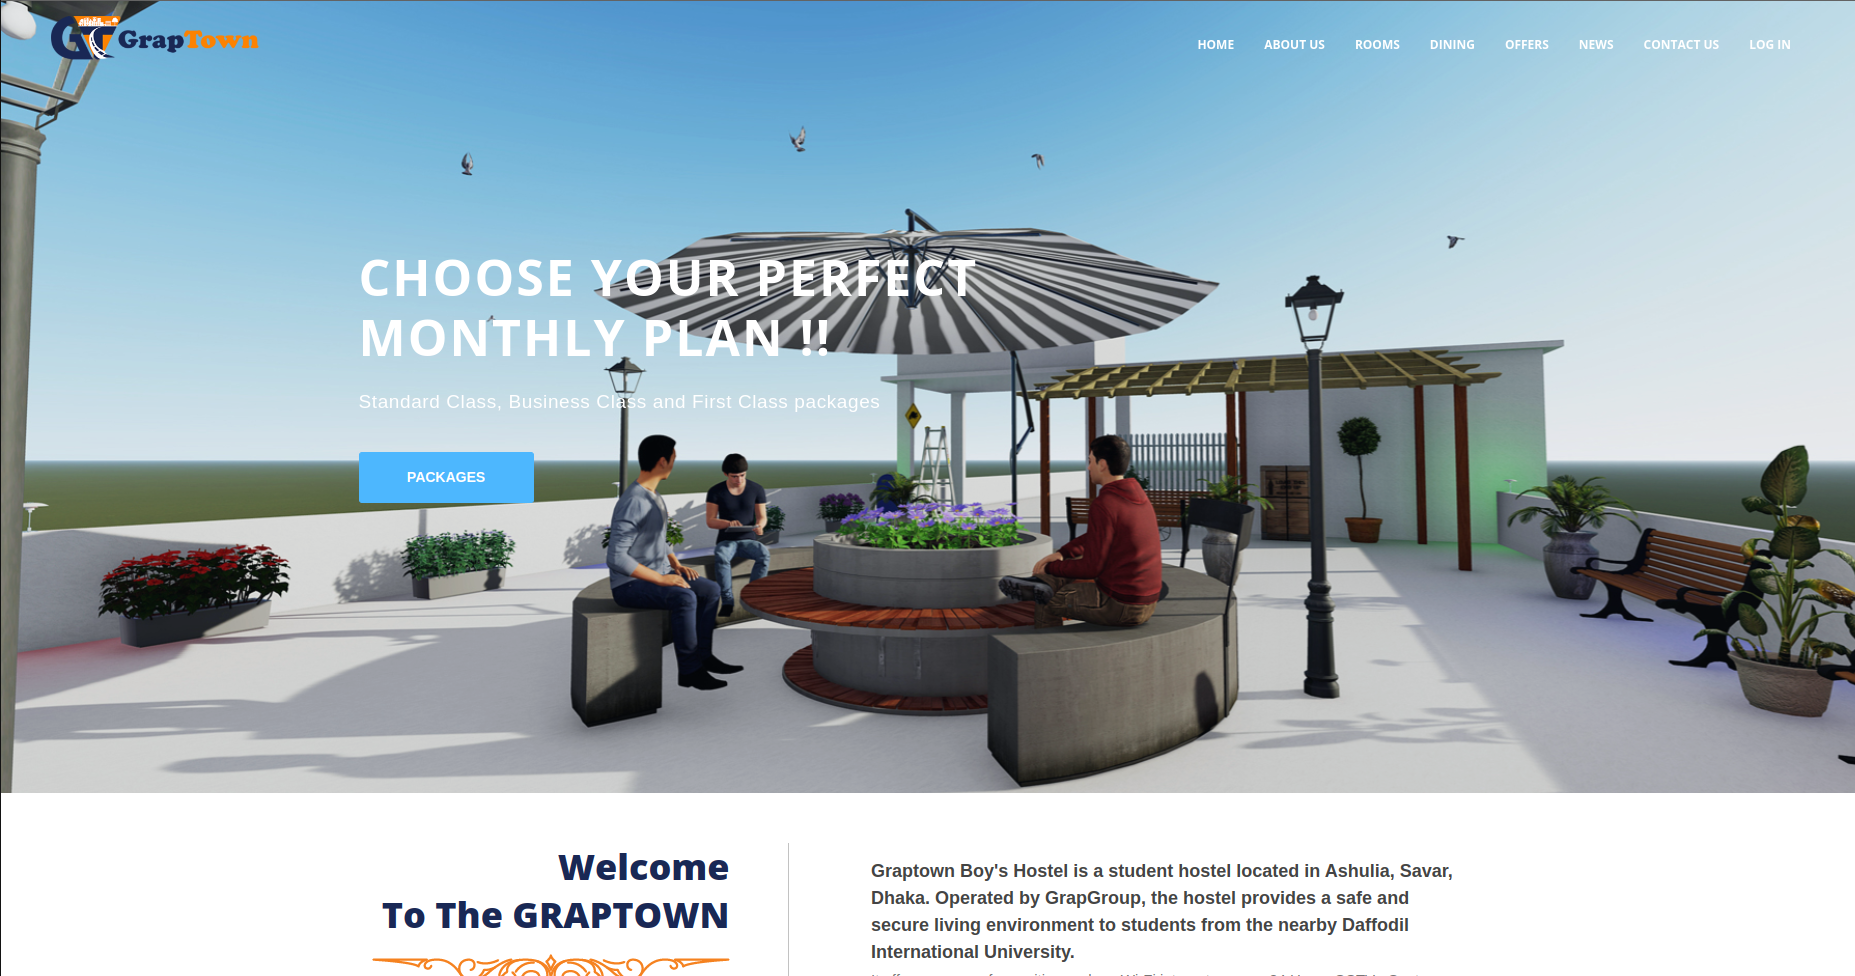 GrapTown
HOME ABOUT US ROOMS DINING OFFERS NEWS CONTACT US LOG IN
CHOOSE YOUR PERFECT
MONTHLY PLAN !!
Standard Class, Business Class and First Class packages
PACKAGES
Welcome
To The GRAPTOWN
Graptown Boy's Hostel is a student hostel located in Ashulia, Savar,
Dhaka. Operated by GrapGroup, the hostel provides a safe and
secure living environment to students from the nearby Daffodil
International University.